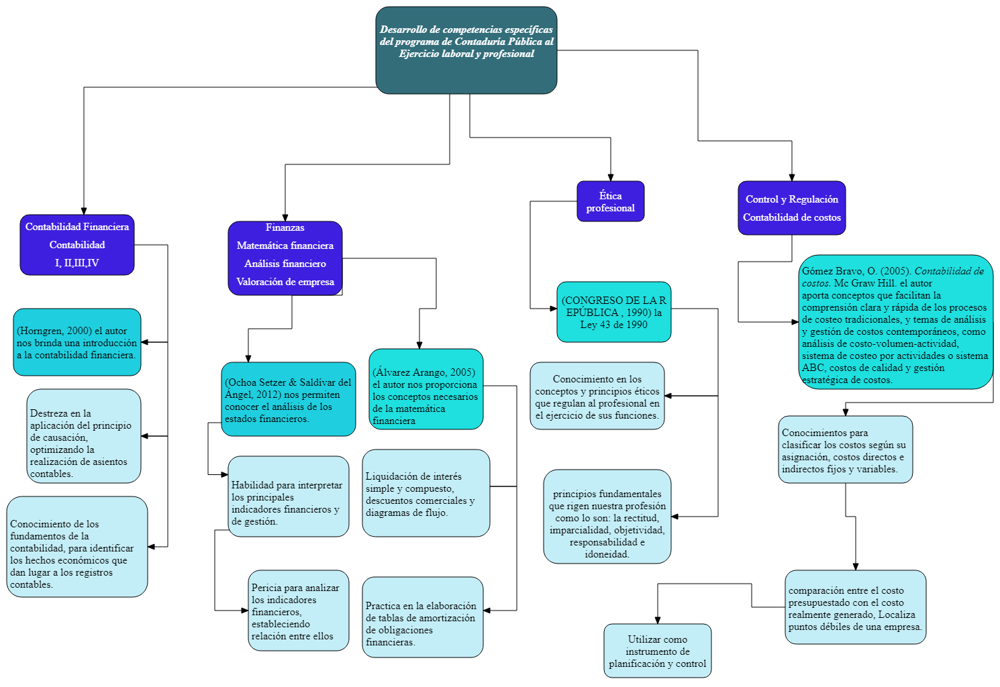 Desarrollo de competencias específicas
del programa de Contaduría Pública al
Ejercicio laboral y profesional
Contabilidad Financiera
Contabilidad
I, II,III,IV
(Horngren, 2000) el autor
nos brinda una introducción
a la contabilidad financiera.
Destreza en la
aplicación del principio
de causación,
optimizando la
realización de asientos
contables.
Conocimiento de los
fundamentos de la
contabilidad, para identificar
los hechos económicos que
dan lugar a los registros
contables.
Finanzas
Matemática financiera
Análisis financiero
Valoración de empresa
(Ochoa Setzer & Saldívar del
Ángel, 2012) nos permiten
conocer el análisis de los
estados financieros.
Habilidad para interpretar
los principales
indicadores financieros y
de gestión.
Pericia para analizar
los indicadores
financieros,
estableciendo
relación entre ellos
(Álvarez Arango, 2005)
el autor nos proporciona
los conceptos necesarios
de la matemática
financiera
Liquidación de interés
simple y compuesto,
descuentos comerciales y
diagramas de flujo.
Practica en la elaboración
de tablas de amortización
de obligaciones
financieras.
Ética
profesional
(CONGRESO DE LA R
EPÚBLICA , 1990) la
Ley 43 de 1990
Conocimiento en los
conceptos y principios éticos
que regulan al profesional en
el ejercicio de sus funciones.
principios fundamentales
que rigen nuestra profesión
como lo son: la rectitud,
imparcialidad, objetividad,
responsabilidad e
idoneidad.
Control y Regulación
Contabilidad de costos
Gómez Bravo, O. (2005). Contabilidad de
costos. Mc Graw Hill. el autor
aporta conceptos que facilitan la
comprensión clara y rápida de los procesos
de costeo tradicionales, y temas de análisis
y gestión de costos contemporáneos, como
análisis de costo-volumen-actividad,
sistema de costeo por actividades o sistema
ABC, costos de calidad y gestión
estratégica de costos.
Conocimientos para
clasificar los costos según su
asignación, costos directos e
indirectos fijos y variables.
comparación entre el costo
presupuestado con el costo
realmente generado, Localiza
puntos débiles de una empresa.
Utilizar como
instrumento de
planificación y control